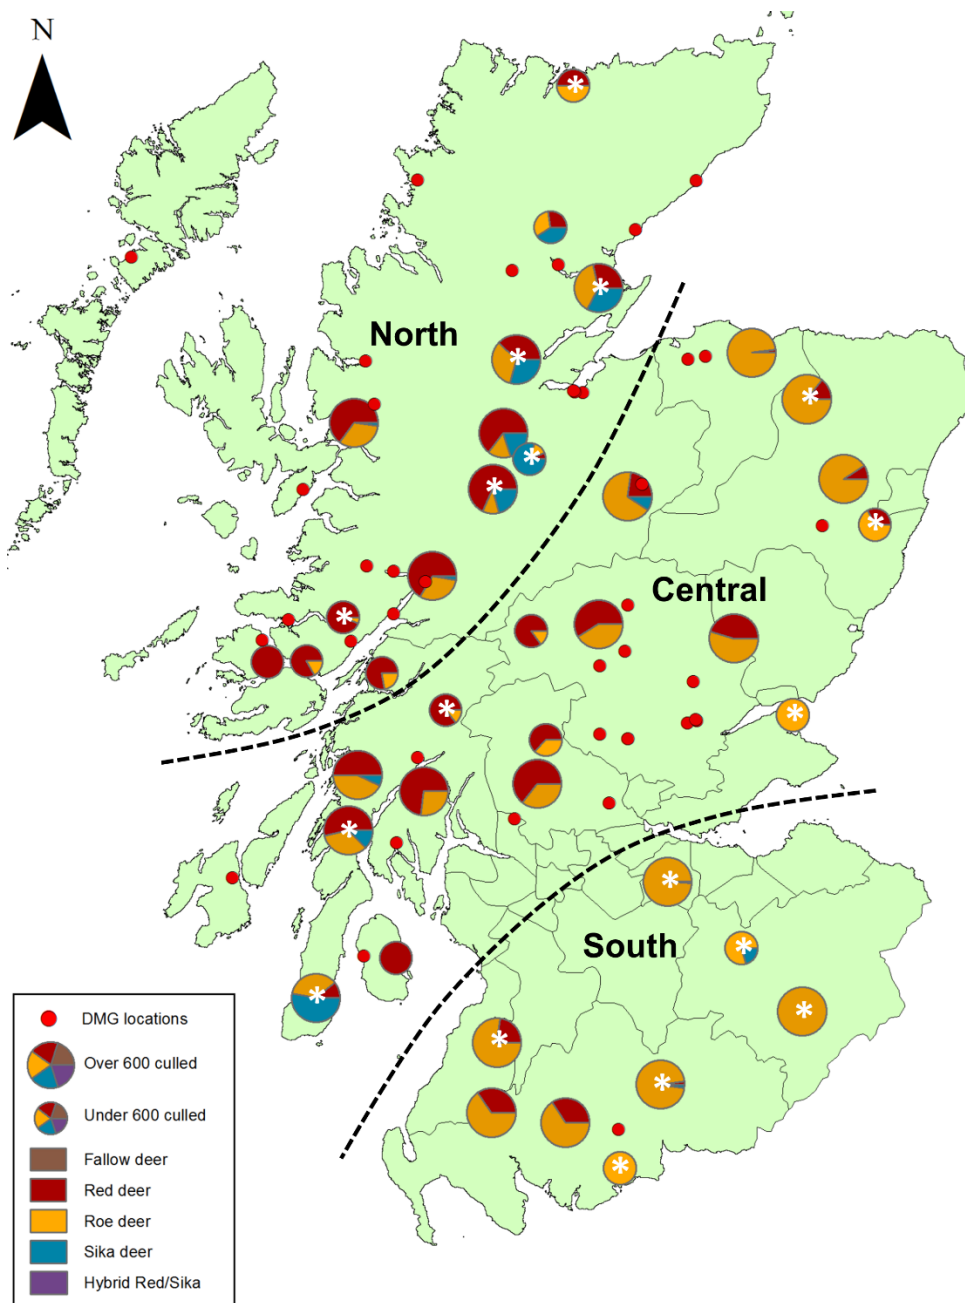 N
North
Central
South
DMG locations
Over 600 culled
Under 600 culled
Fallow deer
Red deer
Roe deer
Sika deer
Hybrid Red/Sika